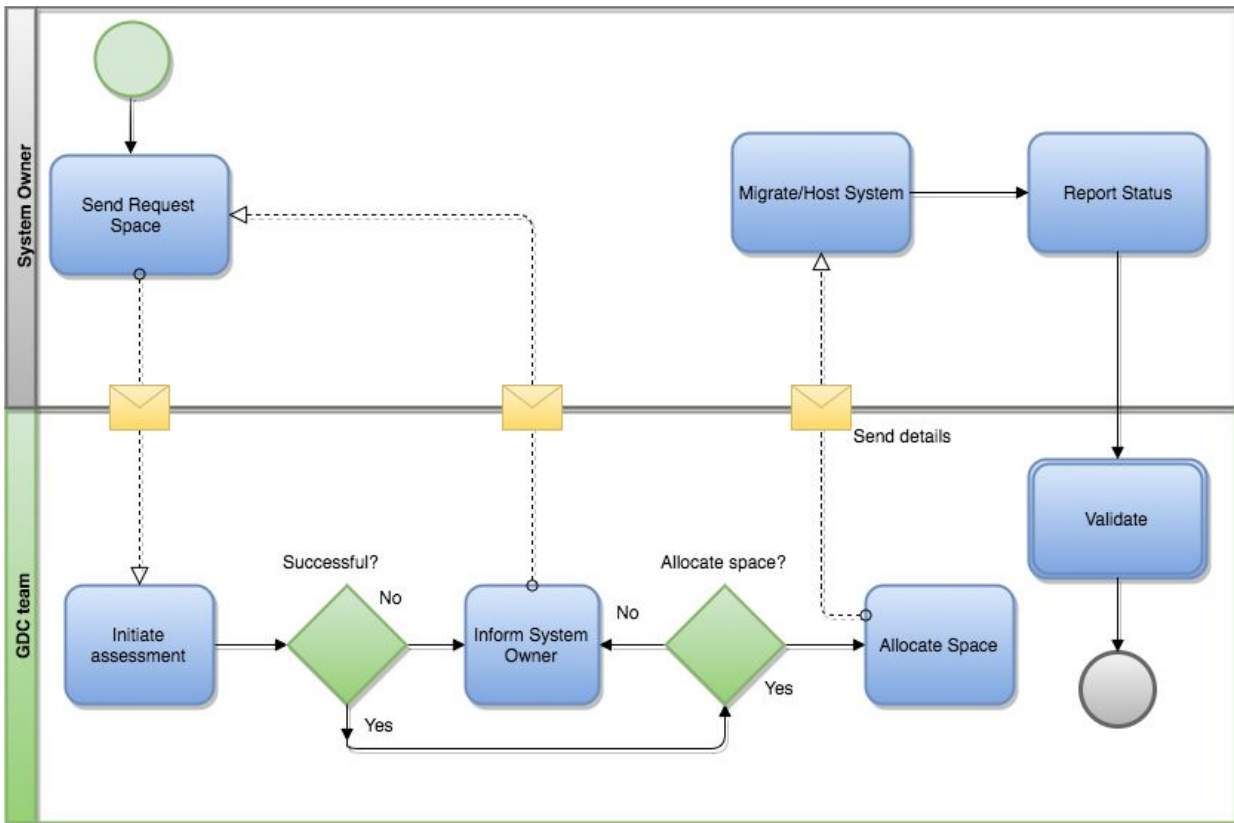 System Owner
Send Request
Space
Migrate/Host System
Report Status
Send details
GDC team
Validate
Successful?
Allocate space?
No
No
Initiate
assessment
Inform System
Owner
Allocate Space
Yes
Yes